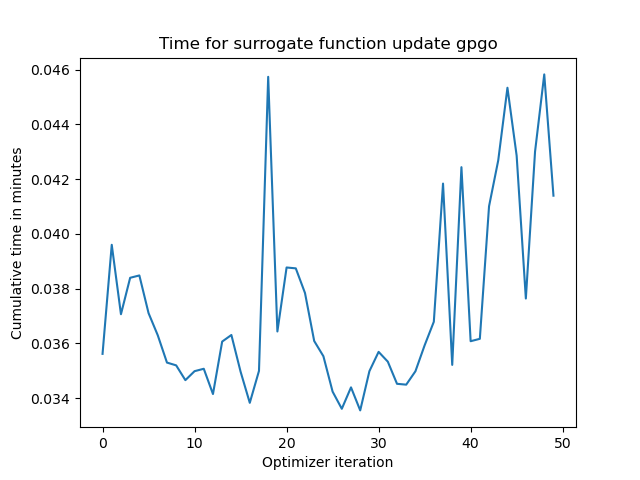 Time for surrogate function update gpgo
0.046
0.044
0.042
0.040
0.038
0.036
0.034
Cumulative time in minutes
0 10 20 30 40 50
Optimizer iteration